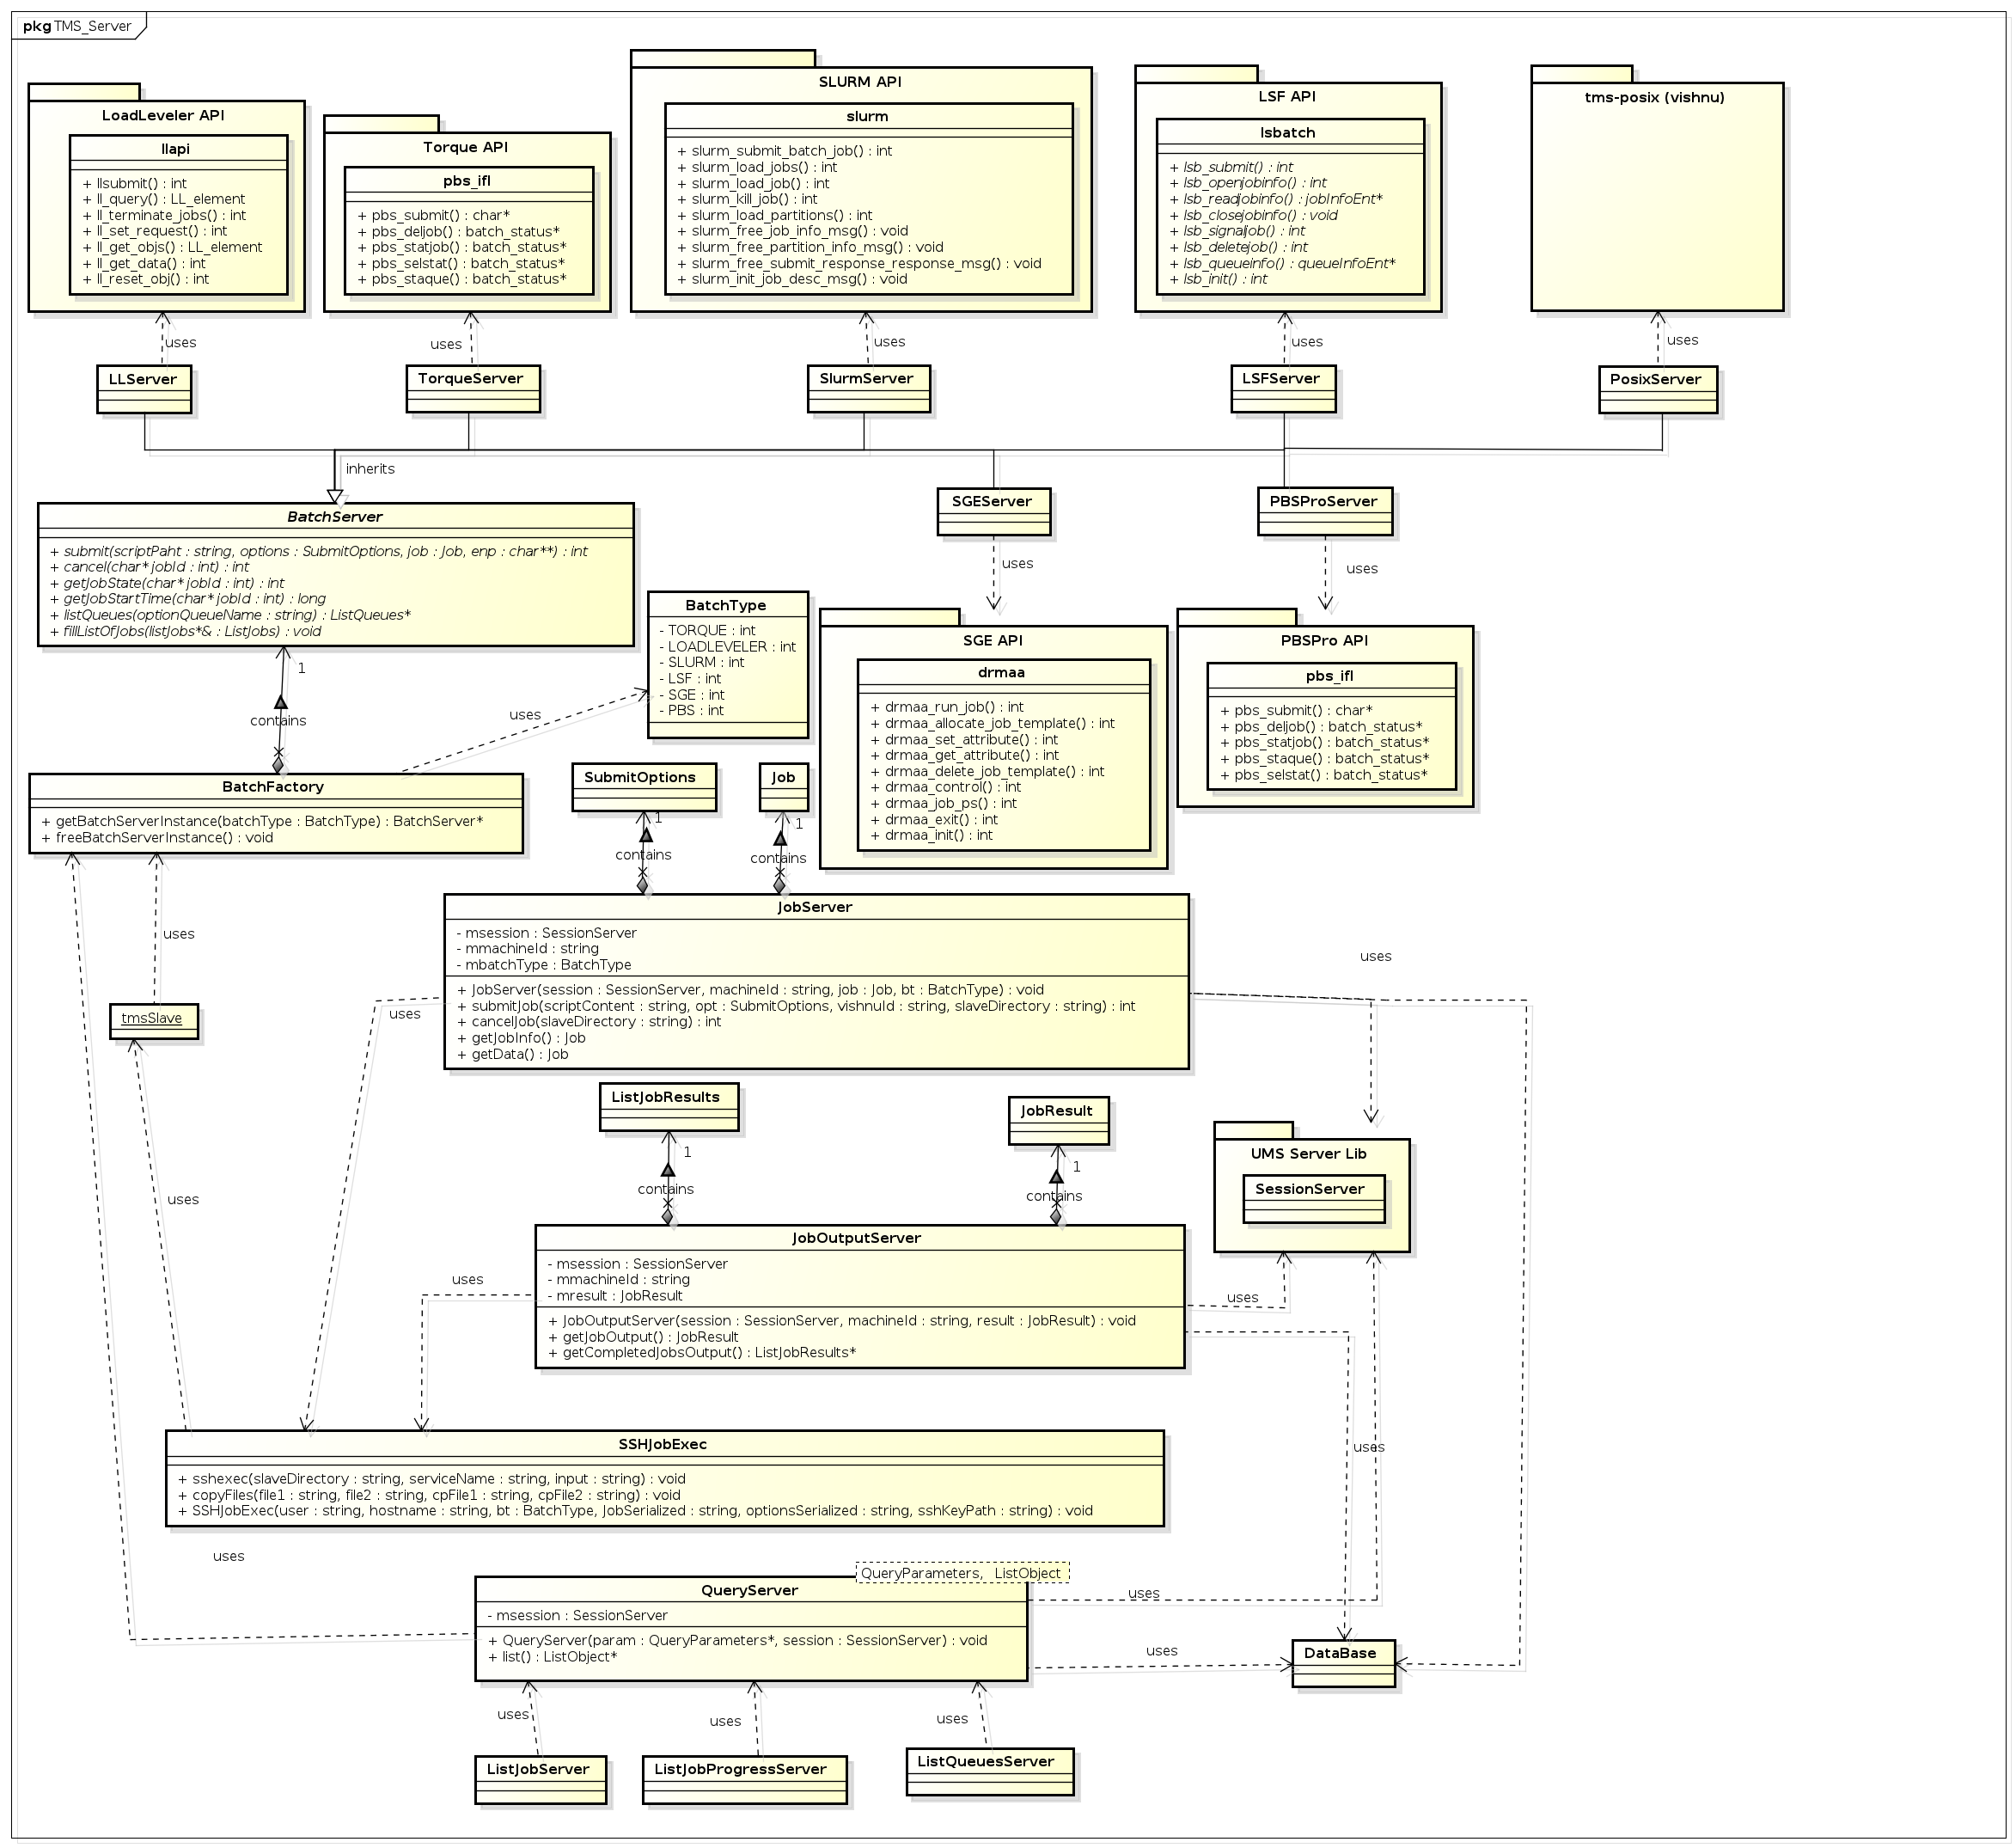 pkg TMS_Server
LoadLeveler API
llapi
+ llsubmit() : int
+ ll_query() : LL_element
+ ll_terminate_jobs() : int
+ ll_set_request() : int
+ ll_get_objs() : LL_element
+ ll_get_data() : int
+ ll_reset_obj() : int
Torque API
pbs_ifl
+ pbs_submit() : char*
+ pbs_deljob() : batch_status*
+ pbs_statjob() : batch_status*
+ pbs_selstat() : batch_status*
+ pbs_staque() : batch_status*
SLURM API
slurm
+ slurm_submit_batch_job() : int
+ slurm_load_jobs() : int
+ slurm_load_job() : int
+ slurm_kill_job() : int
+ slurm_load_partitions() : int
+ slurm_free_job_info_msg() : void
+ slurm_free_partition_info_msg() : void
+ slurm_free_submit_response_response_msg() : void
+ slurm_init_job_desc_msg() : void
LSF API
lsbatch
+ lsb_submit() : int
+ lsb_openjobinfo() : int
+ lsb_readjobinfo() : jobInfoEnt*
+ lsb_closejobinfo() : void
+ lsb_signaljob() : int
+ lsb_deletejob() : int
+ lsb_queueinfo() : queueInfoEnt*
+ lsb_init() : int
tms-posix (vishnu)
uses
uses
uses
uses
uses
LLServer
TorqueServer
SlurmServer
LSFServer
PosixServer
inherits
BatchServer
+ submit(scriptPaht : string, options : SubmitOptions, job : Job, enp : char**) : int
+ cancel(char* jobId : int) : int
+ getJobState(char* jobId : int) : int
+ getJobStartTime(char* jobId : int) : long
+ listQueues(optionQueueName : string) : ListQueues*
+ fillListOfJobs(listJobs*& : ListJobs) : void
SGEServer
PBSProServer
uses
uses
BatchType
- TORQUE : int
- LOADLEVELER : int
- SLURM : int
- LSF : int
- SGE : int
- PBS : int
SGE API
drmaa
+ drmaa_run_job() : int
+ drmaa_allocate_job_template() : int
+ drmaa_set_attribute() : int
+ drmaa_get_attribute() : int
+ drmaa_delete_job_template() : int
+ drmaa_control() : int
+ drmaa_job_ps() : int
+ drmaa_exit() : int
+ drmaa_init() : int
PBSPro API
pbs_ifl
+ pbs_submit() : char*
+ pbs_deljob() : batch_status*
+ pbs_statjob() : batch_status*
+ pbs_staque() : batch_status*
+ pbs_selstat() : batch_status*
1
contains
uses
BatchFactory
+ getBatchServerInstance(batchType : BatchType) : BatchServer*
+ freeBatchServerInstance() : void
SubmitOptions
Job
1
contains
1
contains
uses
tmsSlave
JobServer
- msession : SessionServer
- mmachineId : string
- mbatchType : BatchType
+ JobServer(session : SessionServer, machineId : string, job : Job, bt : BatchType) : void
+ submitJob(scriptContent : string, opt : SubmitOptions, vishnuId : string, slaveDirectory : string) : int
+ cancelJob(slaveDirectory : string) : int
+ getJobInfo() : Job
+ getData() : Job
uses
uses
ListJobResults
JobResult
1
contains
1
contains
UMS Server Lib
SessionServer
uses
JobOutputServer
- msession : SessionServer
- mmachineId : string
- mresult : JobResult
+ JobOutputServer(session : SessionServer, machineId : string, result : JobResult) : void
+ getJobOutput() : JobResult
+ getCompletedJobsOutput() : ListJobResults*
uses
uses
uses
SSHJobExec
+ sshexec(slaveDirectory : string, serviceName : string, input : string) : void
+ copyFiles(file1 : string, file2 : string, cpFile1 : string, cpFile2 : string) : void
+ SSHJobExec(user : string, hostname : string, bt : BatchType, JobSerialized : string, optionsSerialized : string, sshKeyPath : string) : void
uses
QueryParameters, ListObject
QueryServer
- msession : SessionServer
+ QueryServer(param : QueryParameters*, session : SessionServer) : void
+ list() : ListObject*
uses
uses
DataBase
uses
uses
uses
ListJobServer
ListJobProgressServer
ListQueuesServer